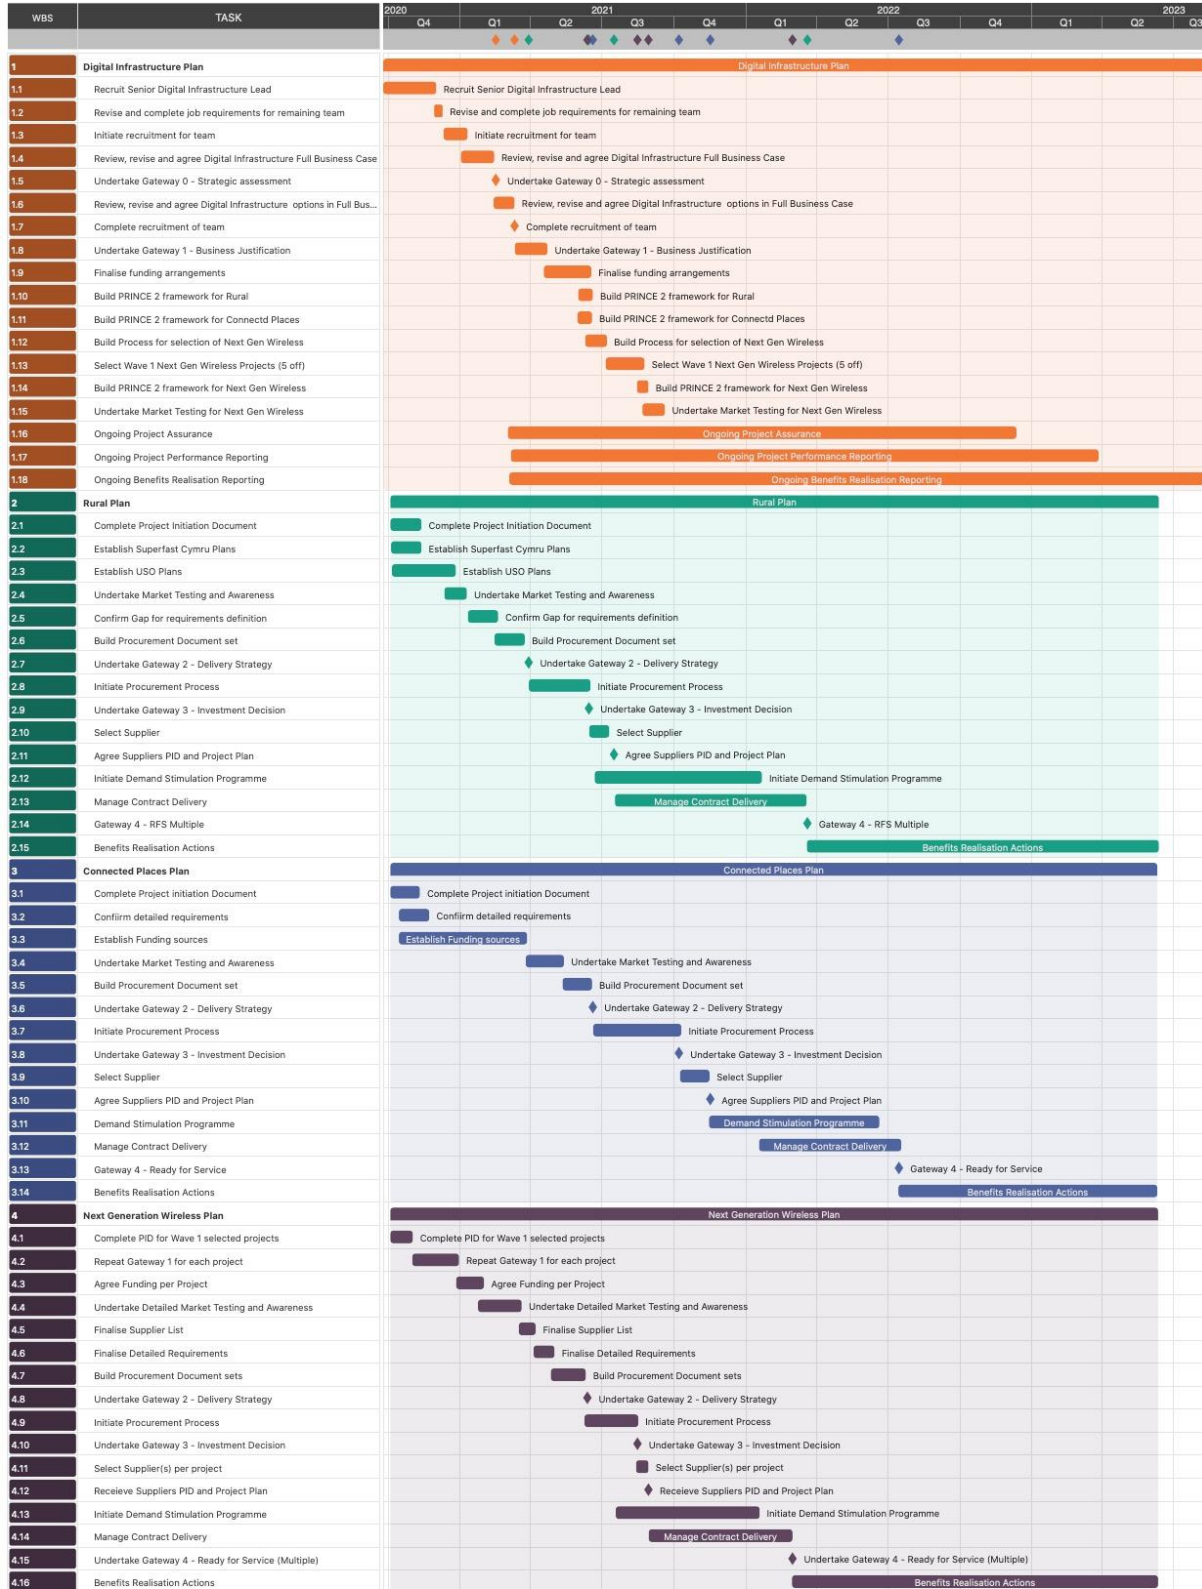 WBS TASK 2020 2021 2022 2023
Q4 Q1 Q2 Q3 Q4 Q1 Q2 Q3 Q4 Q1 Q2 Q3
1 Digital Infrastructure Plan Digital Infrastructure Plan
1.1 Recruit Senior Digital Infrastructure Lead Recruit Senior Digital Infrastructure Lead
1.2 Revise and complete job requirements for remaining team Revise and complete job requirements for remaining team
1.3 Initiate recruitment for team Initiate recruitment for team
1.4 Review, revise and agree Digital Infrastructure Full Business Case Review, revise and agree Digital Infrastructure Full Business Case
1.5 Undertake Gateway 0 - Strategic assessment Undertake Gateway 0 - Strategic assessment
1.6 Review, revise and agree Digital Infrastructure options in Full Bus... Review, revise and agree Digital Infrastructure options in Full Business Case
1.7 Complete recruitment of team Complete recruitment of team
1.8 Undertake Gateway 1 - Business Justification Undertake Gateway 1 - Business Justification
1.9 Finalise funding arrangements Finalise funding arrangements
1.10 Build PRINCE 2 framework for Rural Build PRINCE 2 framework for Rural
1.11 Build PRINCE 2 framework for Connectd Places Build PRINCE 2 framework for Connectd Places
1.12 Build Process for selection of Next Gen Wireless Build Process for selection of Next Gen Wireless
1.13 Select Wave 1 Next Gen Wireless Projects (5 off) Select Wave 1 Next Gen Wireless Projects (5 off)
1.14 Build PRINCE 2 framework for Next Gen Wireless Build PRINCE 2 framework for Next Gen Wireless
1.15 Undertake Market Testing for Next Gen Wireless Undertake Market Testing for Next Gen Wireless
1.16 Ongoing Project Assurance Ongoing Project Assurance
1.17 Ongoing Project Performance Reporting Ongoing Project Performance Reporting
1.18 Ongoing Benefits Realisation Reporting Ongoing Benefits Realisation Reporting
2 Rural Plan Rural Plan
2.1 Complete Project Initiation Document Complete Project Initiation Document
2.2 Establish Superfast Cymru Plans Establish Superfast Cymru Plans
2.3 Establish USO Plans Establish USO Plans
2.4 Undertake Market Testing and Awareness Undertake Market Testing and Awareness
2.5 Confirm Gap for requirements definition Confirm Gap for requirements definition
2.6 Build Procurement Document set Build Procurement Document set
2.7 Undertake Gateway 2 - Delivery Strategy Undertake Gateway 2 - Delivery Strategy
2.8 Initiate Procurement Process Initiate Procurement Process
2.9 Undertake Gateway 3 - Investment Decision Undertake Gateway 3 - Investment Decision
2.10 Select Supplier Select Supplier
2.11 Agree Suppliers PID and Project Plan Agree Suppliers PID and Project Plan
2.12 Initiate Demand Stimulation Programme Initiate Demand Stimulation Programme
2.13 Manage Contract Delivery Manage Contract Delivery
2.14 Gateway 4 - RFS Multiple Gateway 4 - RFS Multiple
2.15 Benefits Realisation Actions Benefits Realisation Actions
3 Connected Places Plan Connected Places Plan
3.1 Complete Project initiation Document Complete Project initiation Document
3.2 Confiirm detailed requirements Confiirm detailed requirements
3.3 Establish Funding sources Establish Funding sources
3.4 Undertake Market Testing and Awareness Undertake Market Testing and Awareness
3.5 Build Procurement Document set Build Procurement Document set
3.6 Undertake Gateway 2 - Delivery Strategy Undertake Gateway 2 - Delivery Strategy
3.7 Initiate Procurement Process Initiate Procurement Process
3.8 Undertake Gateway 3 - Investment Decision Undertake Gateway 3 - Investment Decision
3.9 Select Supplier Select Supplier
3.10 Agree Suppliers PID and Project Plan Agree Suppliers PID and Project Plan
3.11 Demand Stimulation Programme Demand Stimulation Programme
3.12 Manage Contract Delivery Manage Contract Delivery
3.13 Gateway 4 - Ready for Service Gateway 4 - Ready for Service
3.14 Benefits Realisation Actions Benefits Realisation Actions
4 Next Generation Wireless Plan Next Generation Wireless Plan
4.1 Complete PID for Wave 1 selected projects Complete PID for Wave 1 selected projects
4.2 Repeat Gateway 1 for each project Repeat Gateway 1 for each project
4.3 Agree Funding per Project Agree Funding per Project
4.4 Undertake Detailed Market Testing and Awareness Undertake Detailed Market Testing and Awareness
4.5 Finalise Supplier List Finalise Supplier List
4.6 Finalise Detailed Requirements Finalise Detailed Requirements
4.7 Build Procurement Document sets Build Procurement Document sets
4.8 Undertake Gateway 2 - Delivery Strategy Undertake Gateway 2 - Delivery Strategy
4.9 Initiate Procurement Process Initiate Procurement Process
4.10 Undertake Gateway 3 - Investment Decision Undertake Gateway 3 - Investment Decision
4.11 Select Supplier(s) per project Select Supplier(s) per project
4.12 Receieve Suppliers PID and Project Plan Receieve Suppliers PID and Project Plan
4.13 Initiate Demand Stimulation Programme Initiate Demand Stimulation Programme
4.14 Manage Contract Delivery Manage Contract Delivery
4.15 Undertake Gateway 4 - Ready for Service (Multiple) Undertake Gateway 4 - Ready for Service (Multiple)
4.16 Benefits Realisation Actions Benefits Realisation Actions